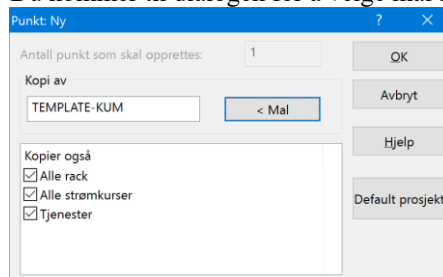 Punkt: Ny
Antall punkt som skal opprettes: 1
OK
Kopi av
TEMPLATE-KUM
< Mal
Avbryt
Hjelp
Kopier også
Alle rack
Alle strømkurser
Tjenester
Default prosjekt